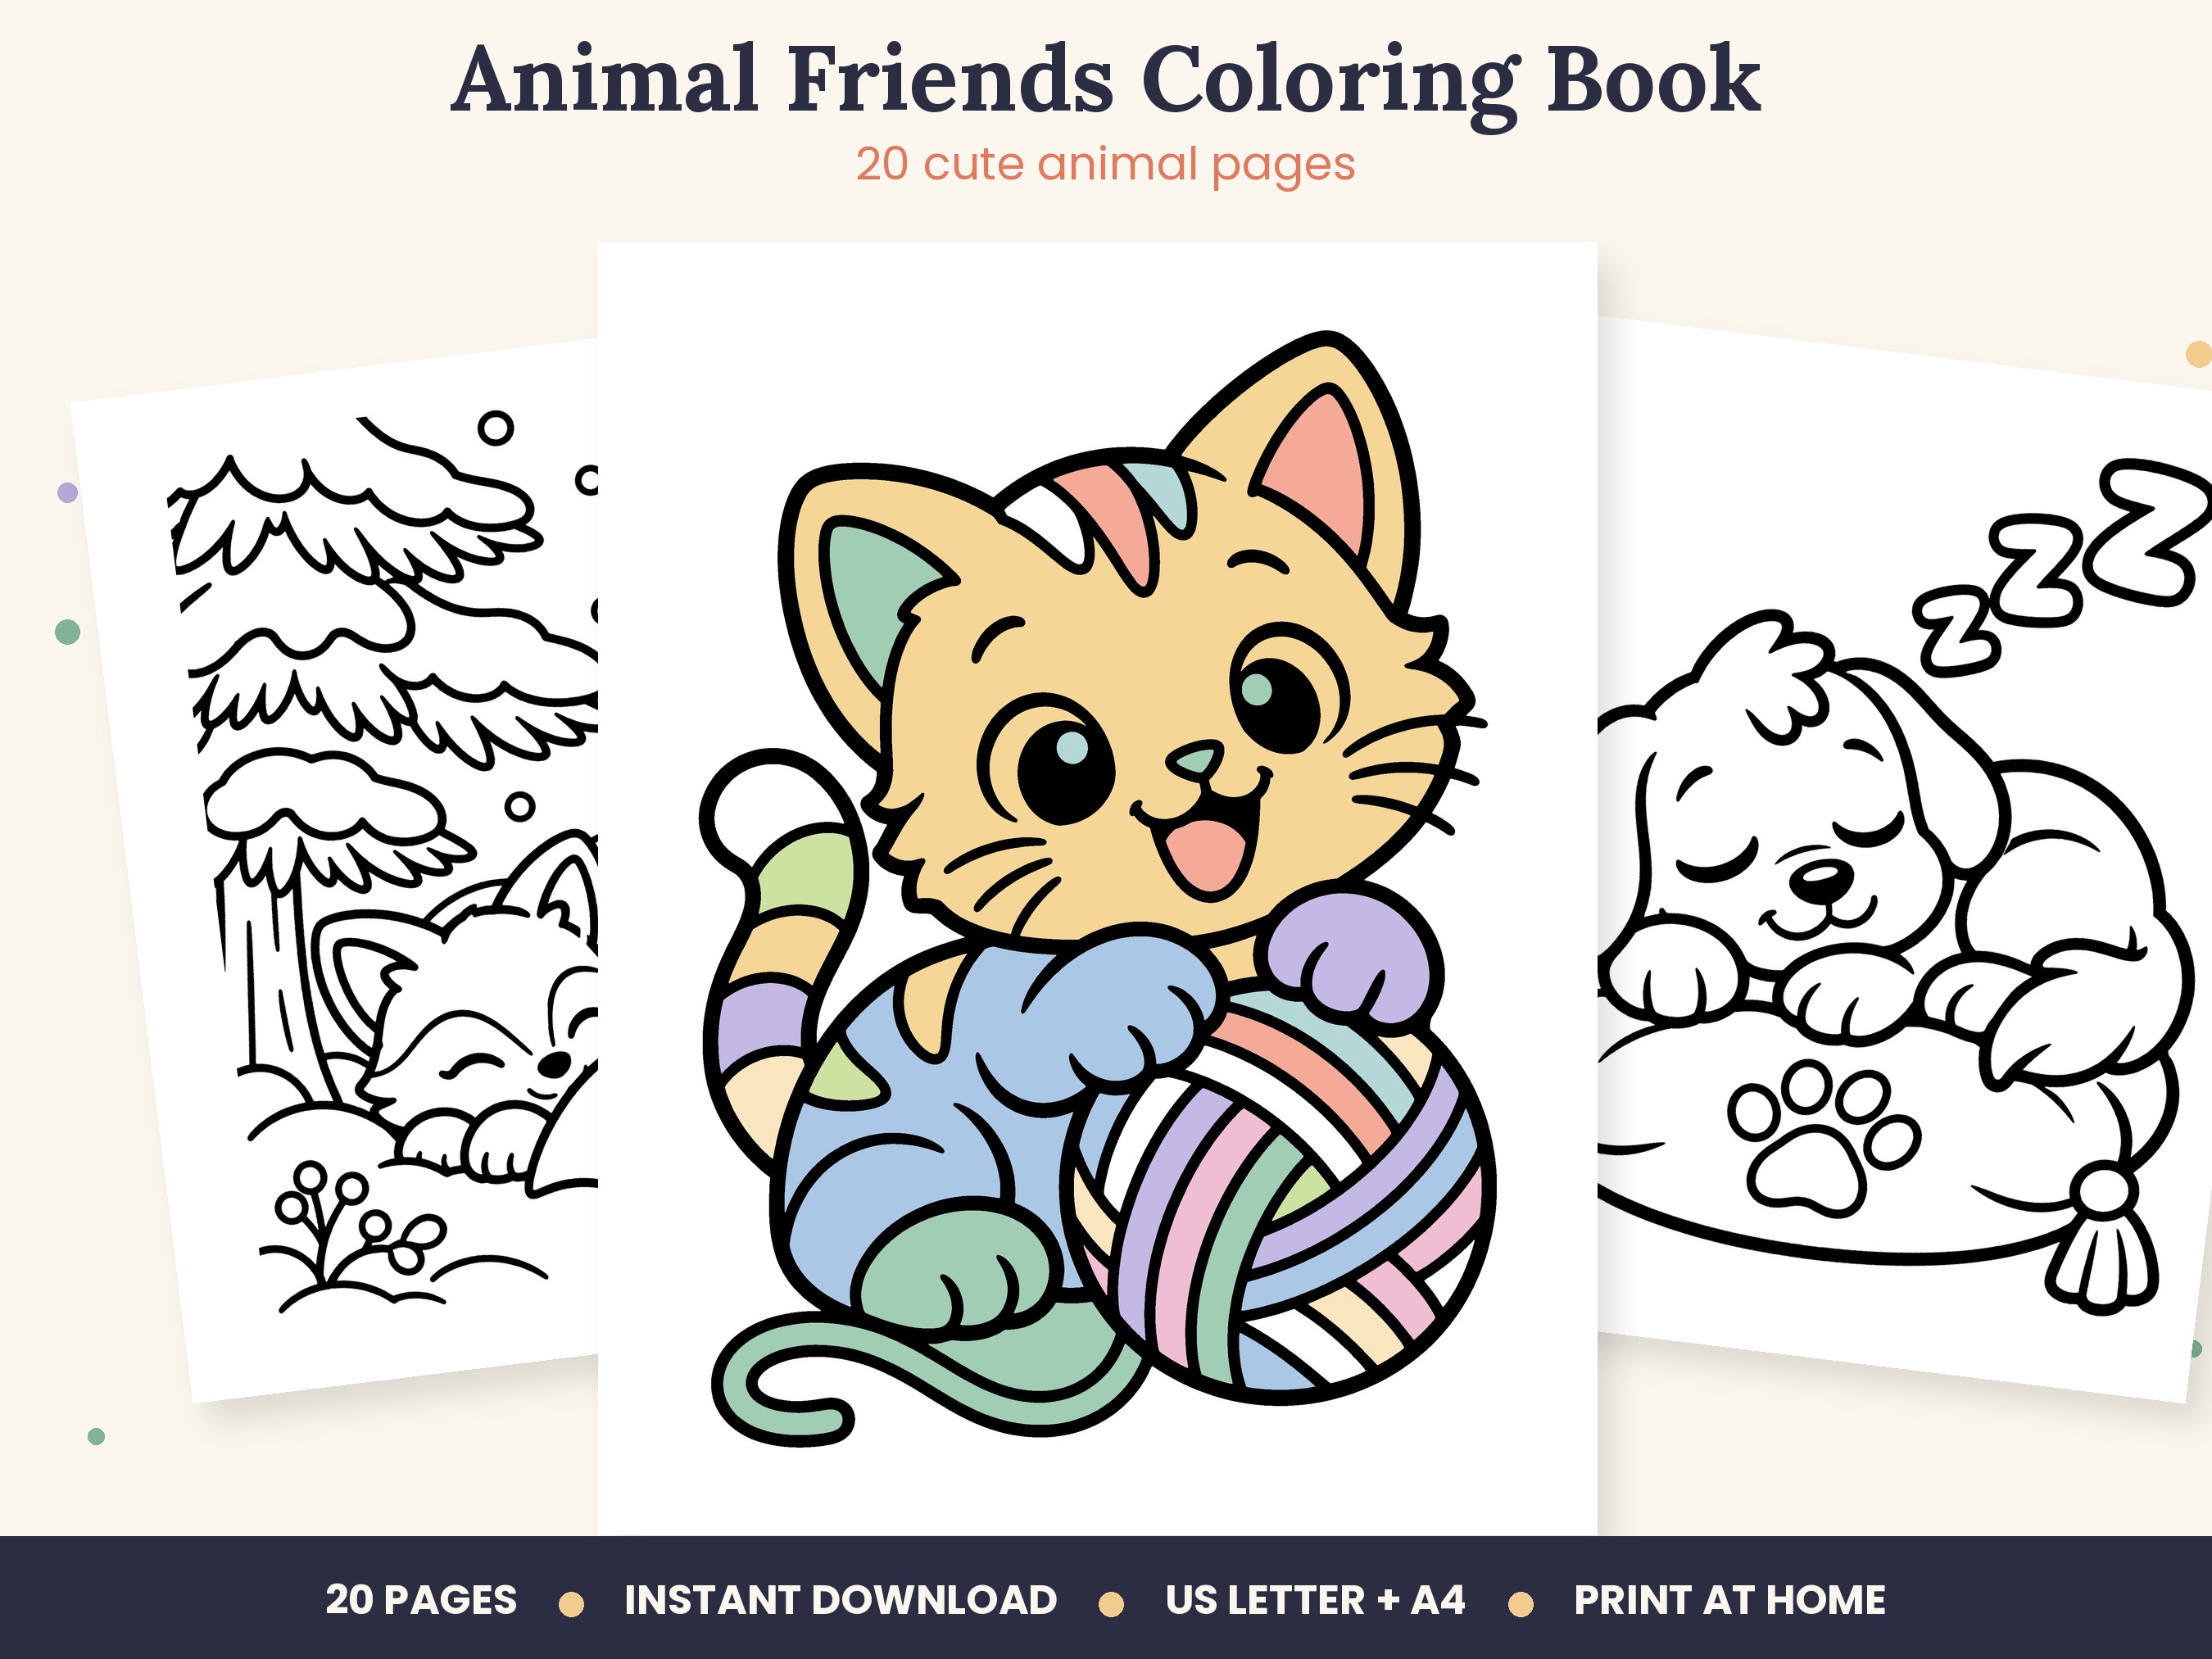 Animal Friends Coloring Book
20 cute animal pages
z z Z
20 PAGES • INSTANT DOWNLOAD • US LETTER + A4 • PRINT AT HOME